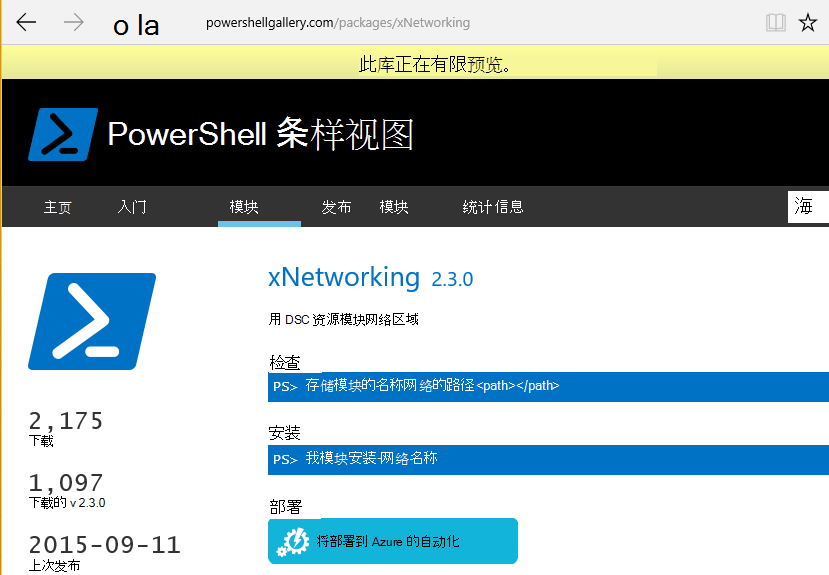 o la powershellgallery.com/packages/xNetworking
此库正在有限预览。
PowerShell 条样视图
主页 入门 模块 发布 模块 统计信息 海
xNetworking 2.3.0
用 DSC 资源模块网络区域
检查
PS> 存储模块的名称网络的路径<path></path>
2,175
下载
安装
PS> 我模块安装-网络名称
1,097
下载的 v 2.3.0
部署
将部署到 Azure 的自动化
2015-09-11
上次发布